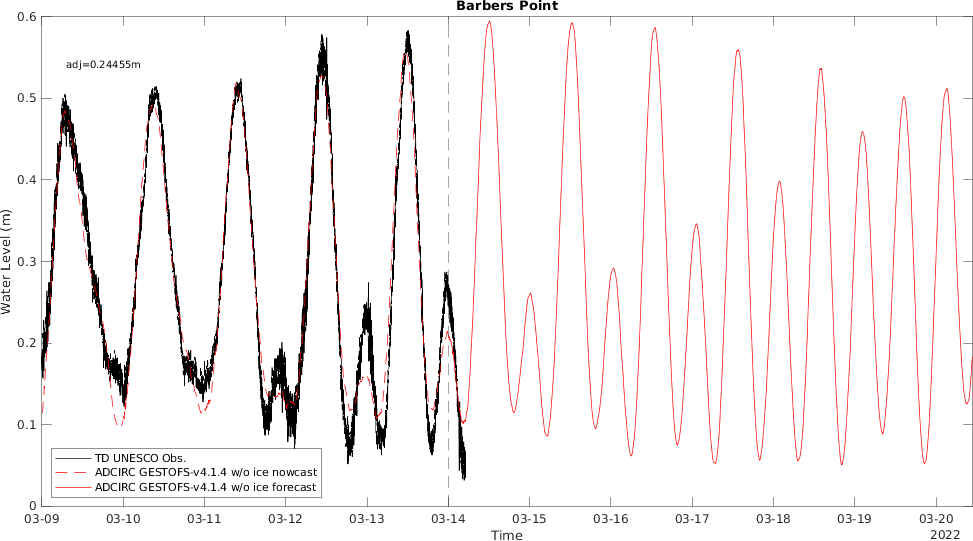 Barbers Point
adj=0.24455m
Water Level (m)
0.6
0.5
0.4
0.3
0.2
0.1
0
TD UNESCO Obs.
ADCIRC GESTOFS-v4.1.4 w/o ice nowcast
ADCIRC GESTOFS-v4.1.4 w/o ice forecast
03-09 03-10 03-11 03-12 03-13 03-14 03-15 03-16 03-17 03-18 03-19 03-20
2022
Time